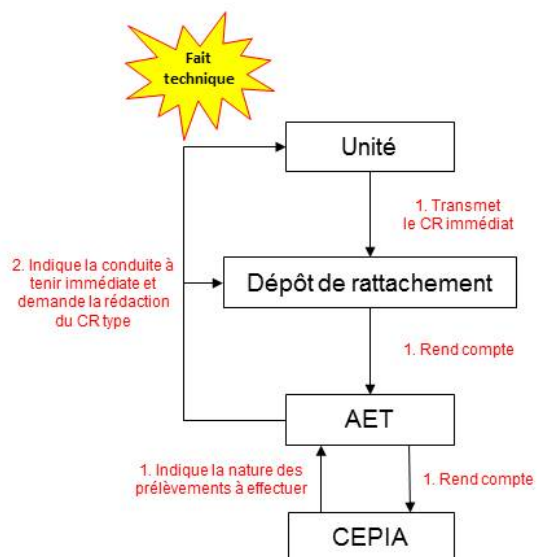 Fait
technique
Unité
1. Transmet
le CR immédiat
2. Indique la conduite à
tenir immédiate et
demande la rédaction
du CR type
Dépôt de rattachement
1. Rend compte
AET
1. Indique la nature des
prélèvements à effectuer
1. Rend compte
CEPIA